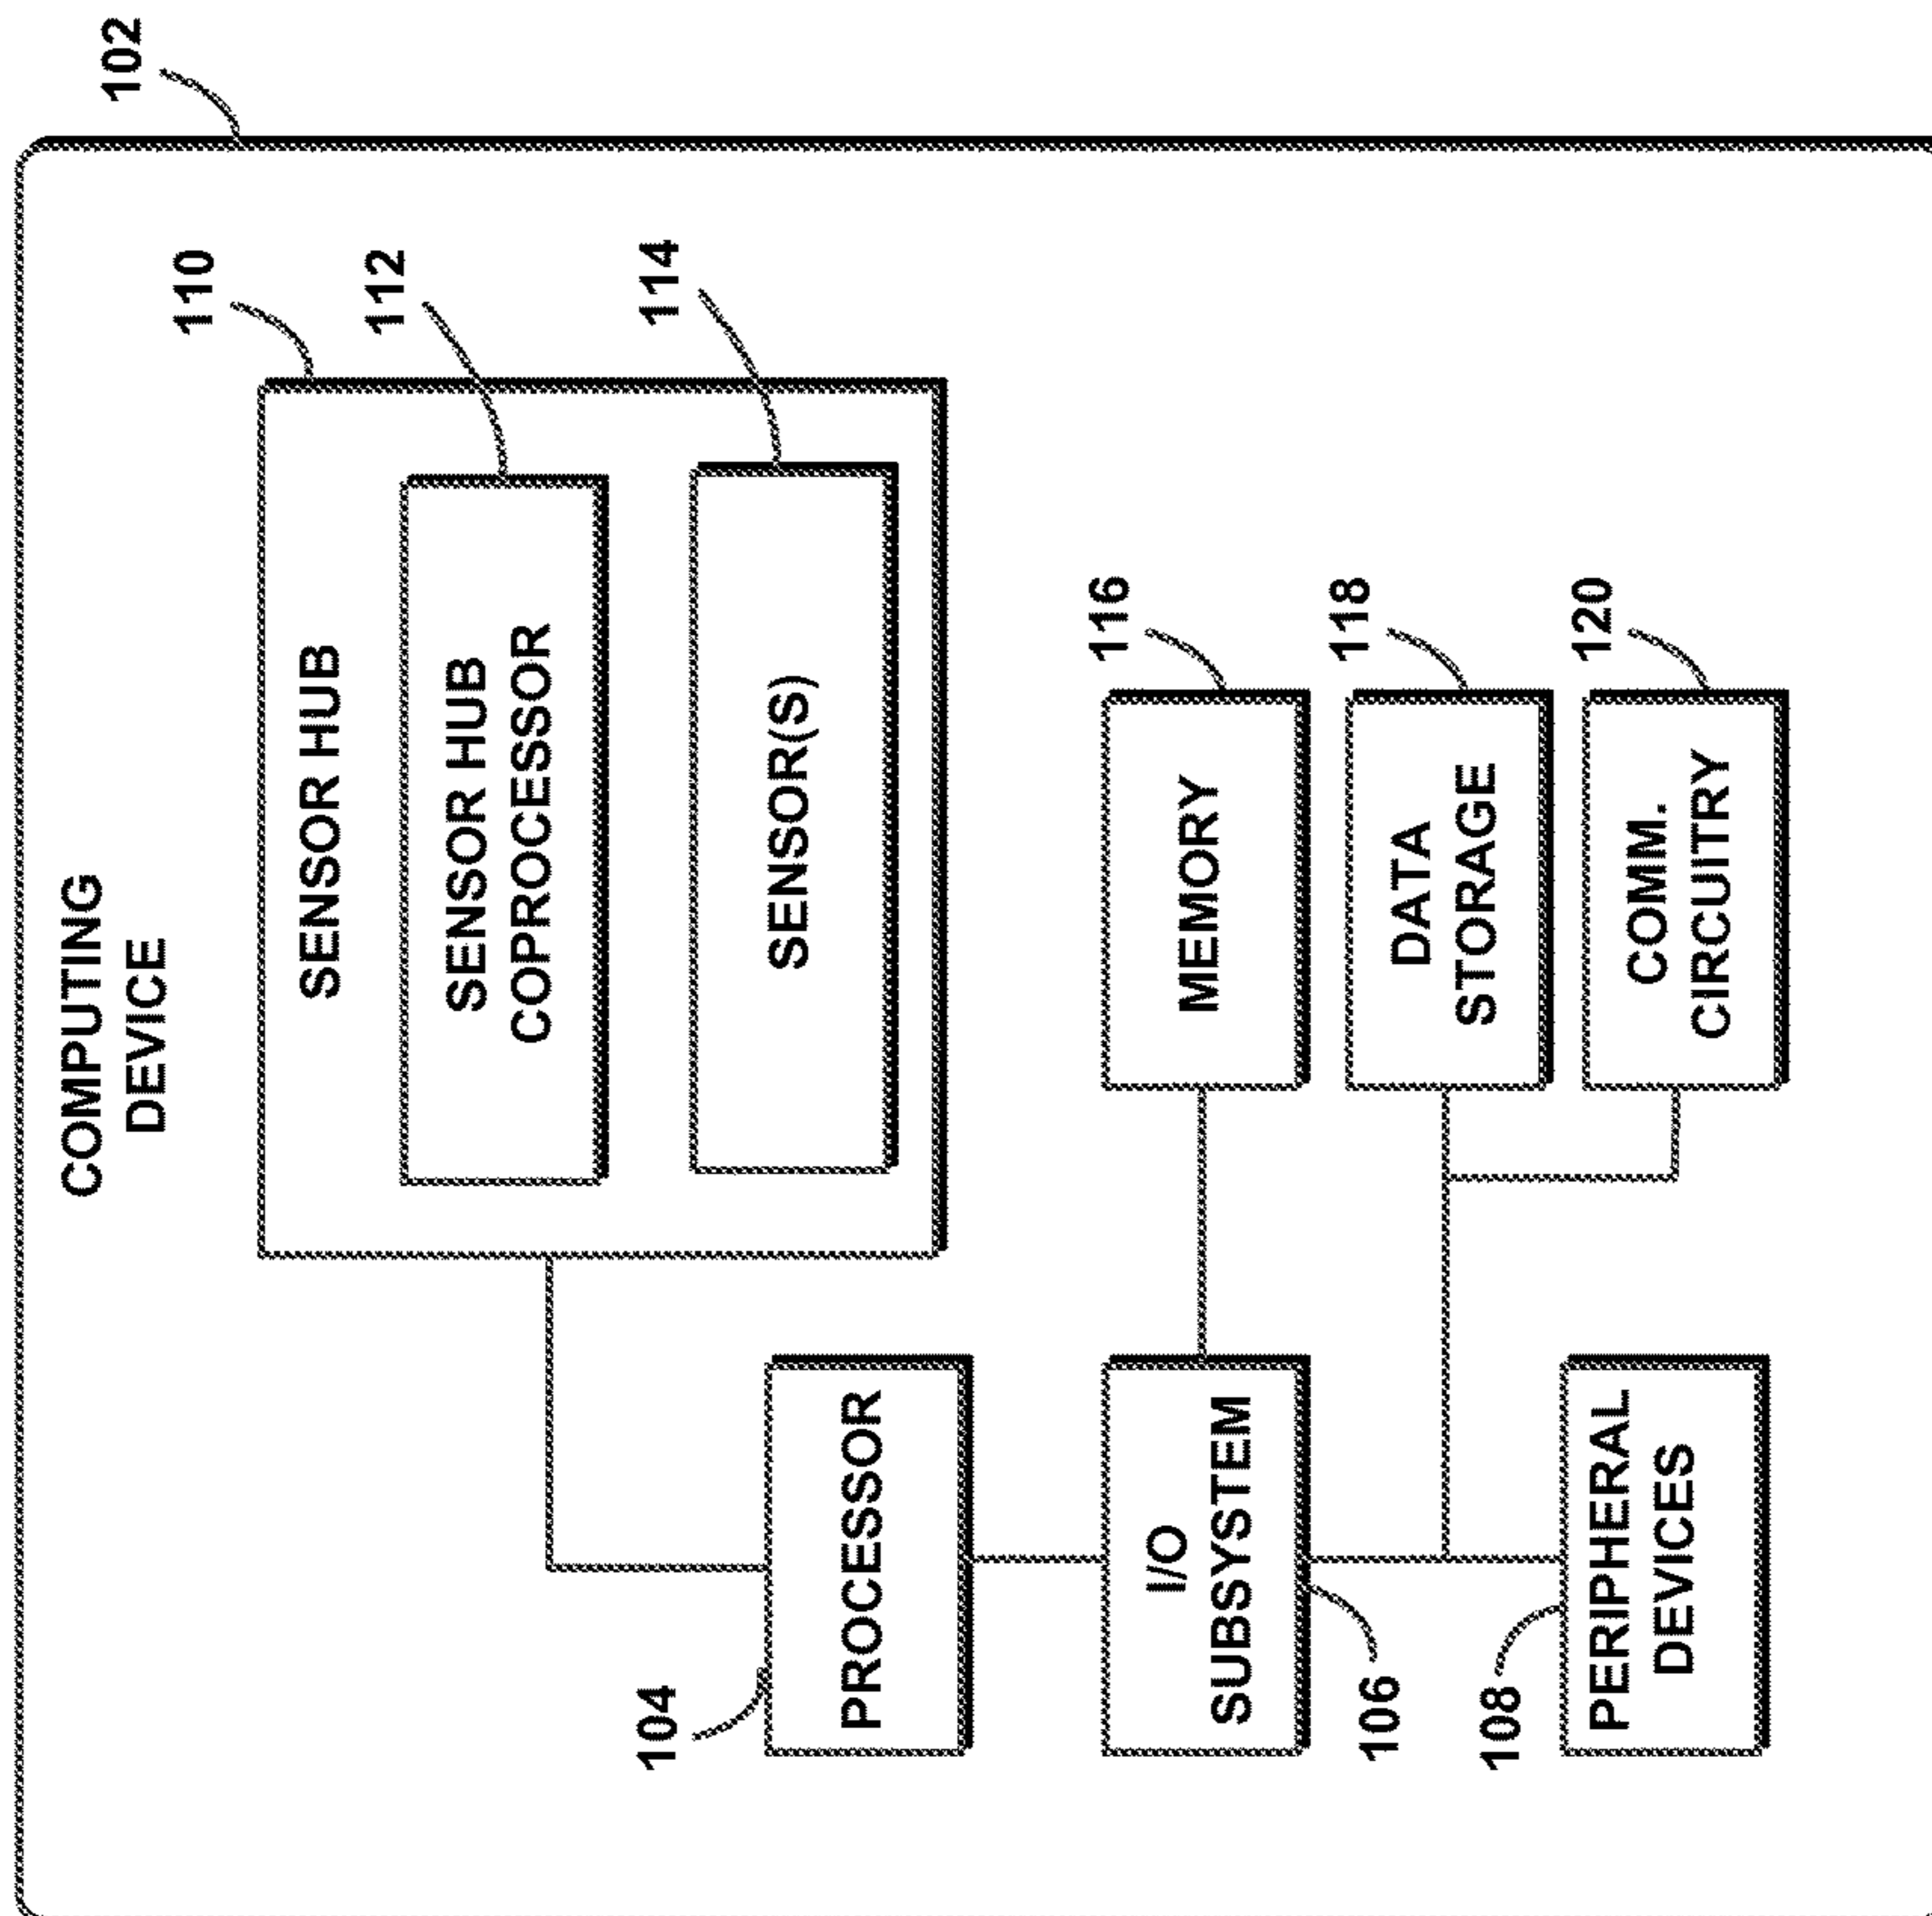 102
COMPUTING
DEVICE
110
SENSOR HUB
112
SENSOR HUB
COPROCESSOR
114
SENSOR(S)
104
PROCESSOR
116
MEMORY
I/O
SUBSYSTEM
106
118
DATA
STORAGE
108
PERIPHERAL
DEVICES
120
COMM.
CIRCUITRY